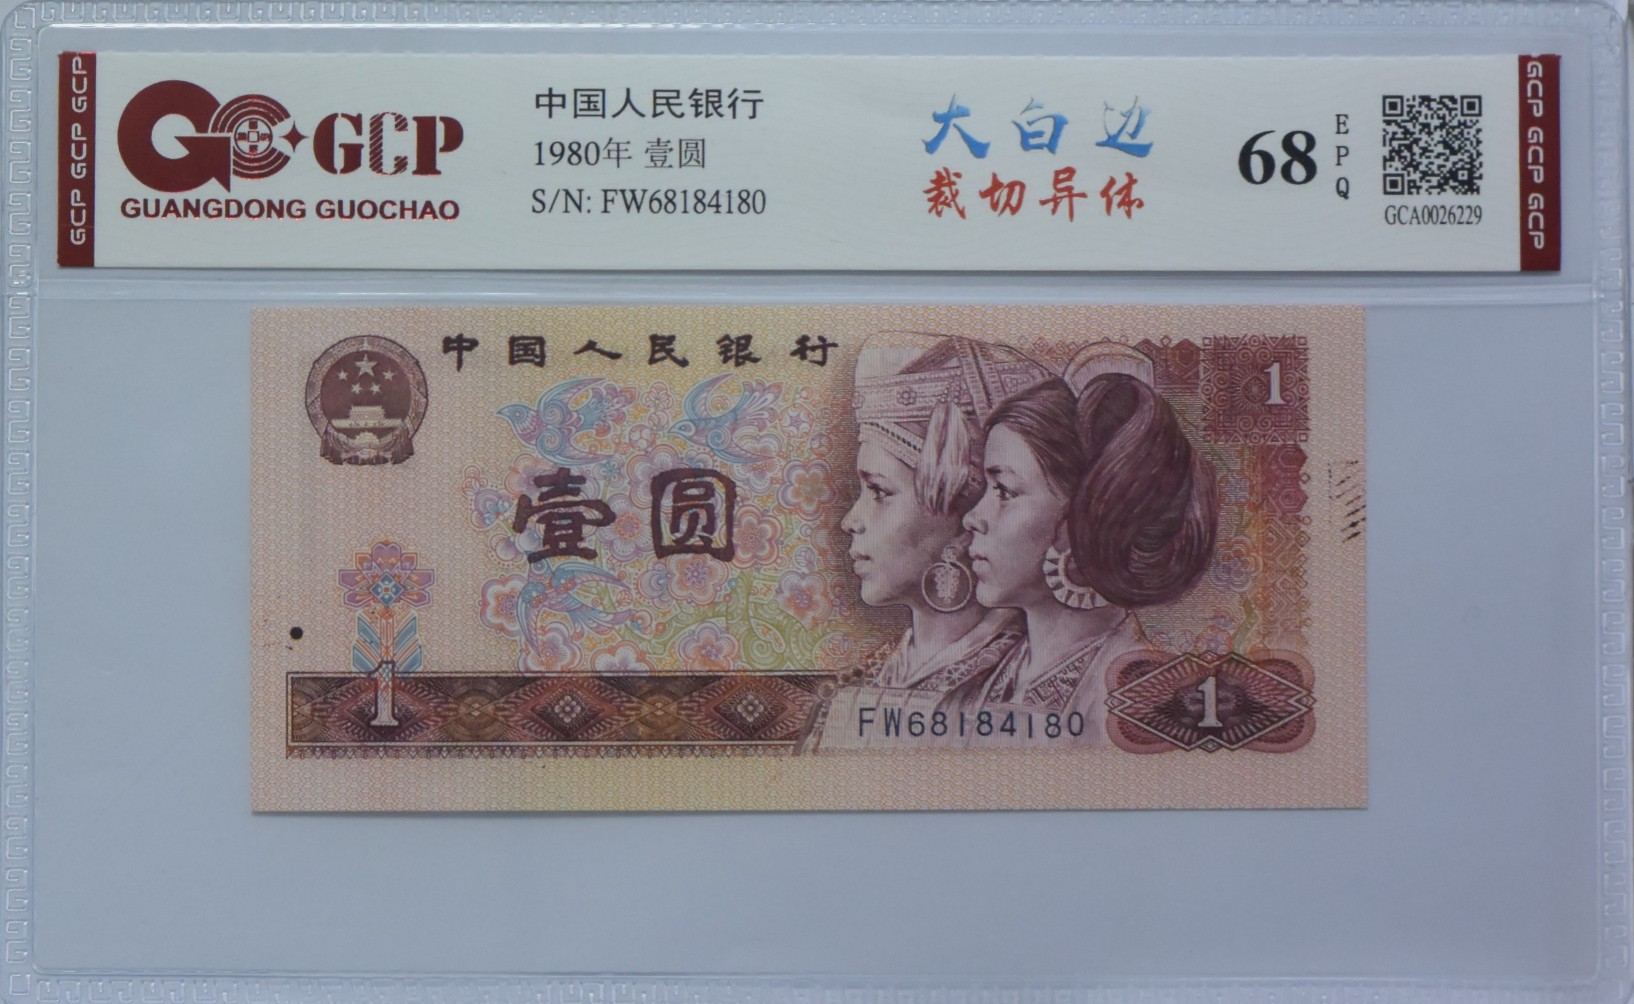 GCP GCP GCP GCP
GCP
GUANGDONG GUOCHAO
中国人民银行
1980年 壹圆
S/N: FW68184180
大白边
裁切异体
68
EPQ
GCA0026229
GCP GCP GCP GCP
中国人民银行
1
壹圆
1
FW68184180
1